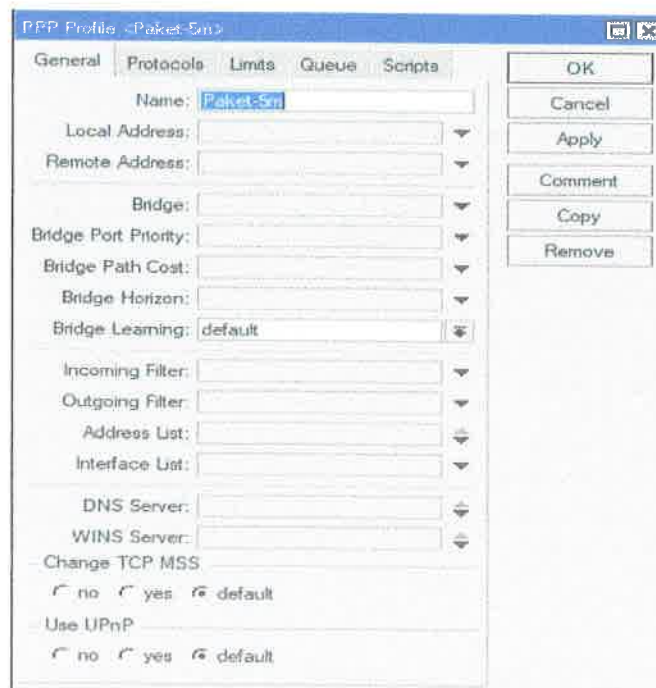 PPP Profile <Paket-5m>
General Protocols Limits Queue Scripts
Name: Paket-5m
Local Address:
Remote Address:
Bridge:
Bridge Port Priority:
Bridge Path Cost:
Bridge Horizon:
Bridge Learning: default
Incoming Filter:
Outgoing Filter:
Address List:
Interface List:
DNS Server:
WINS Server:
Change TCP MSS
no yes default
Use UPnP
no yes default
OK
Cancel
Apply
Comment
Copy
Remove